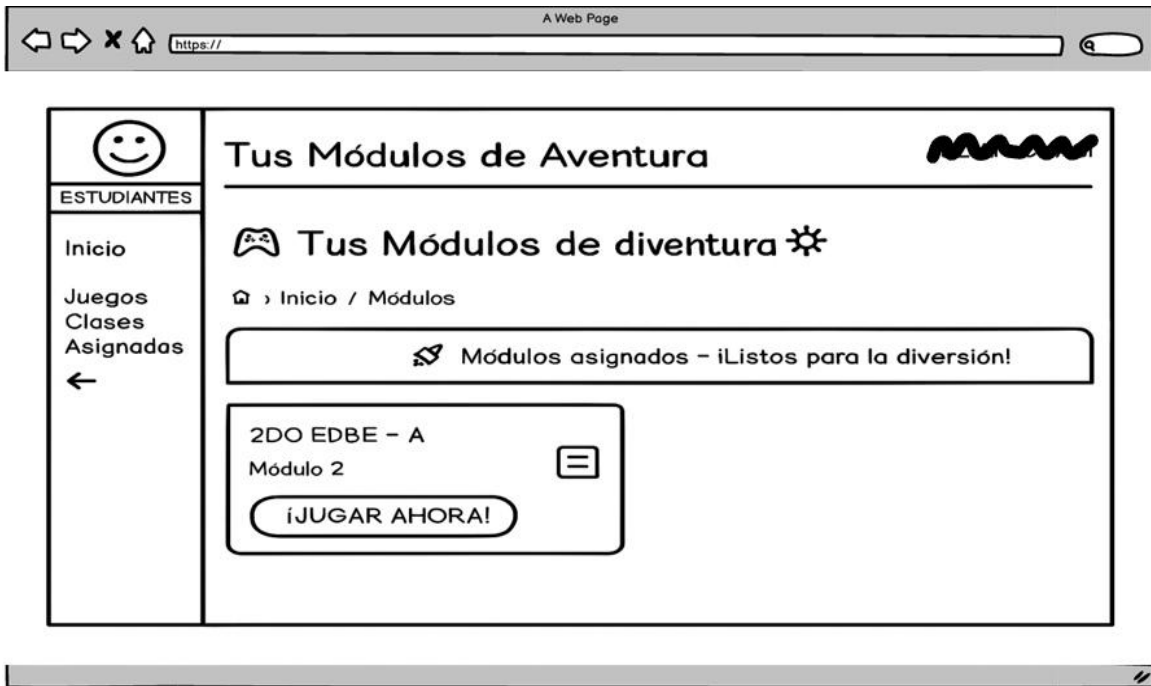 A Web Page
https://
ESTUDIANTES
Inicio
Juegos
Clases
Asignadas
Tus Módulos de Aventura
Tus Módulos de diventura
› Inicio / Módulos
Módulos asignados – ¡Listos para la diversión!
2DO EDBE – A
Módulo 2
¡JUGAR AHORA!